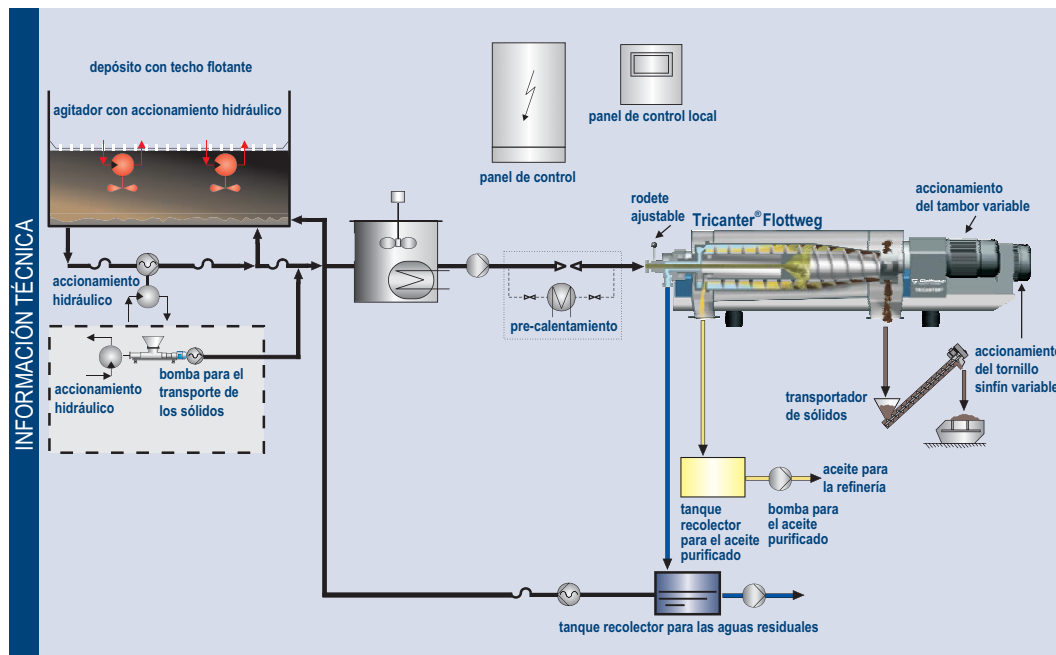 INFORMACIÓN TÉCNICA
depósito con techo flotante
agitador con accionamiento hidráulico
panel de control
panel de control local
rodete
ajustable
Tricanter® Flottweg
accionamiento
del tambor variable
accionamiento
hidráulico
pre-calentamiento
accionamiento
hidráulico
bomba para el
transporte de
los sólidos
Flottweg
TRICANTER
accionamiento
del tornillo
sinfín variable
transportador
de sólidos
aceite para
la refinería
tanque
recolector
para el aceite
purificado
bomba para
el aceite
purificado
tanque recolector para las aguas residuales